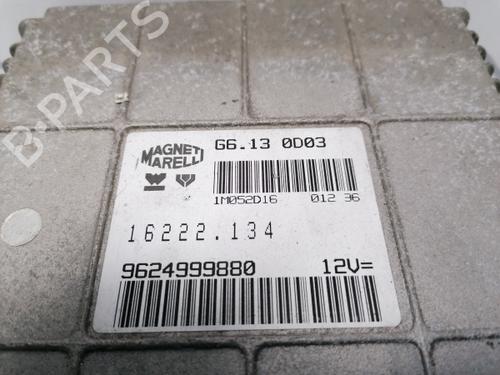 MAGNETI
MARELLI
G6.13 0D03
1M052D16 012 36
16222.134
9624999880 12V=
B-PARTS